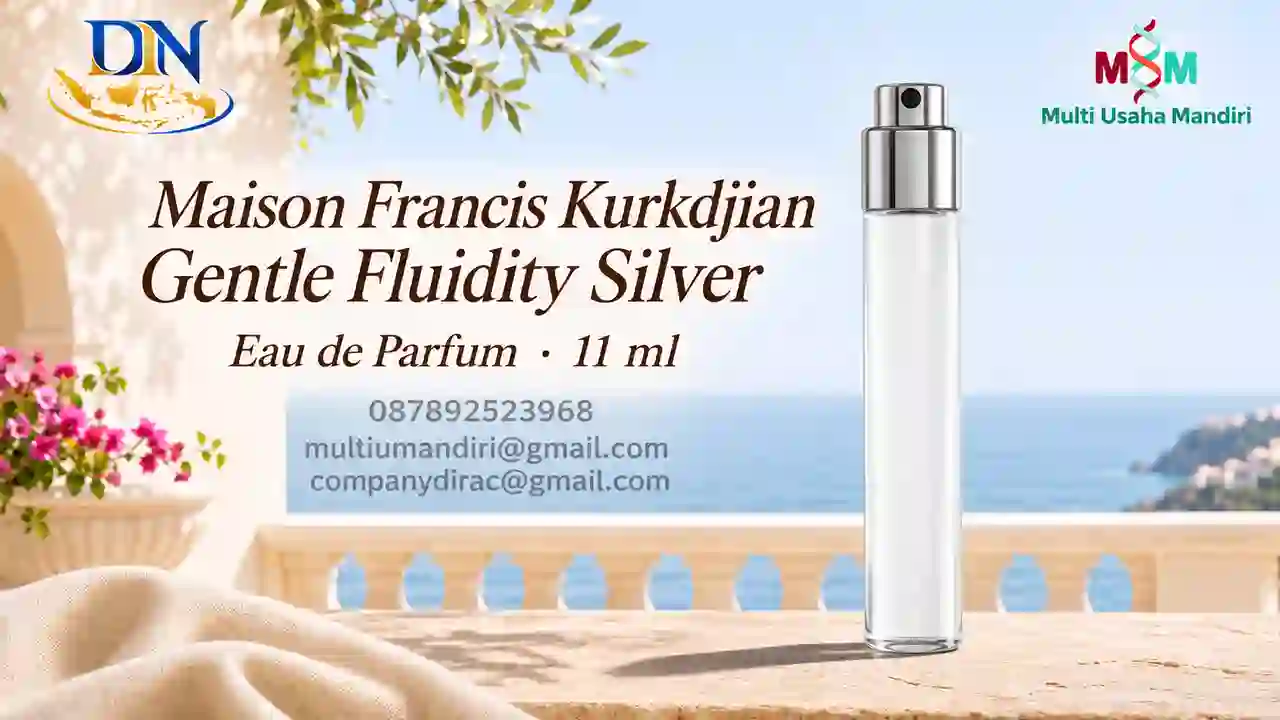 DN
MSM
Multi Usaha Mandiri
Maison Francis Kurkdjian
Gentle Fluidity Silver
Eau de Parfum · 11 ml
087892523968
multiumandiri@gmail.com
companydirac@gmail.com